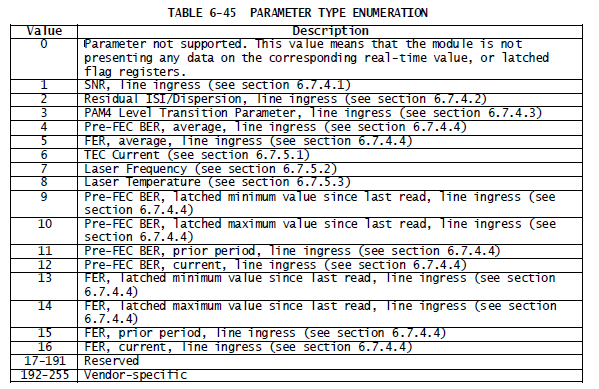 TABLE 6-45 PARAMETER TYPE ENUMERATION
Value Description
0 Parameter not supported. This value means that the module is not
presenting any data on the corresponding real-time value, or latched
flag registers.
1 SNR, line ingress (see section 6.7.4.1)
2 Residual ISI/Dispersion, line ingress (see section 6.7.4.2)
3 PAM4 Level Transition Parameter, line ingress (see section 6.7.4.3)
4 Pre-FEC BER, average, line ingress (see section 6.7.4.4)
5 FER, average, line ingress (see section 6.7.4.4)
6 TEC Current (see section 6.7.5.1)
7 Laser Frequency (see section 6.7.5.2)
8 Laser Temperature (see section 6.7.5.3)
9 Pre-FEC BER, latched minimum value since last read, line ingress (see
section 6.7.4.4)
10 Pre-FEC BER, latched maximum value since last read, line ingress (see
section 6.7.4.4)
11 Pre-FEC BER, prior period, line ingress (see section 6.7.4.4)
12 Pre-FEC BER, current, line ingress (see section 6.7.4.4)
13 FER, latched minimum value since last read, line ingress (see section
6.7.4.4)
14 FER, latched maximum value since last read, line ingress (see section
6.7.4.4)
15 FER, prior period, line ingress (see section 6.7.4.4)
16 FER, current, line ingress (see section 6.7.4.4)
17-191 Reserved
192-255 Vendor-specific